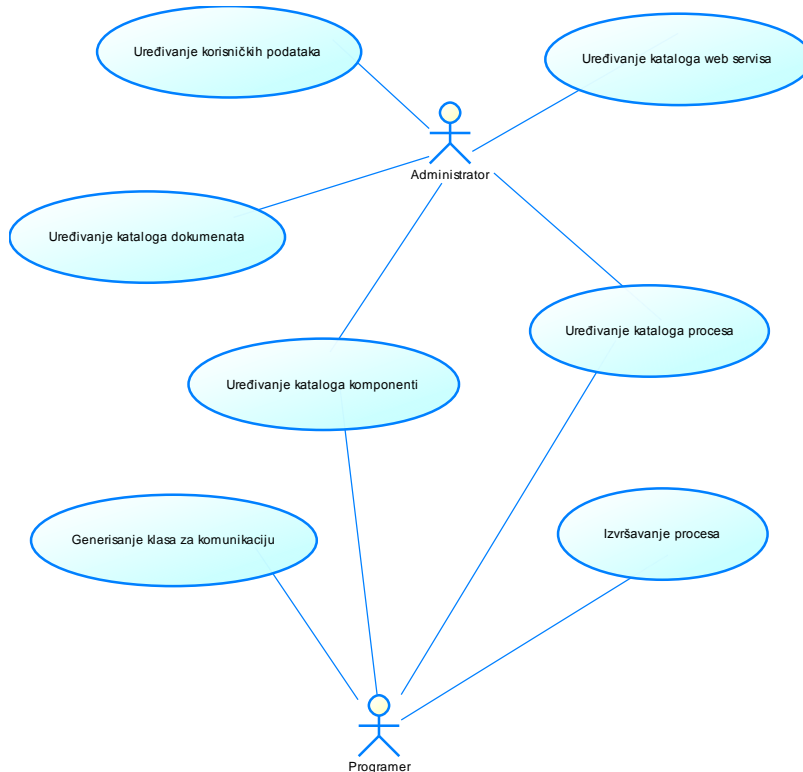 Uređivanje korisničkih podataka
Uređivanje kataloga web servisa
Administrator
Uređivanje kataloga dokumenata
Uređivanje kataloga procesa
Uređivanje kataloga komponenti
Generisanje klasa za komunikaciju
Izvršavanje procesa
Programer